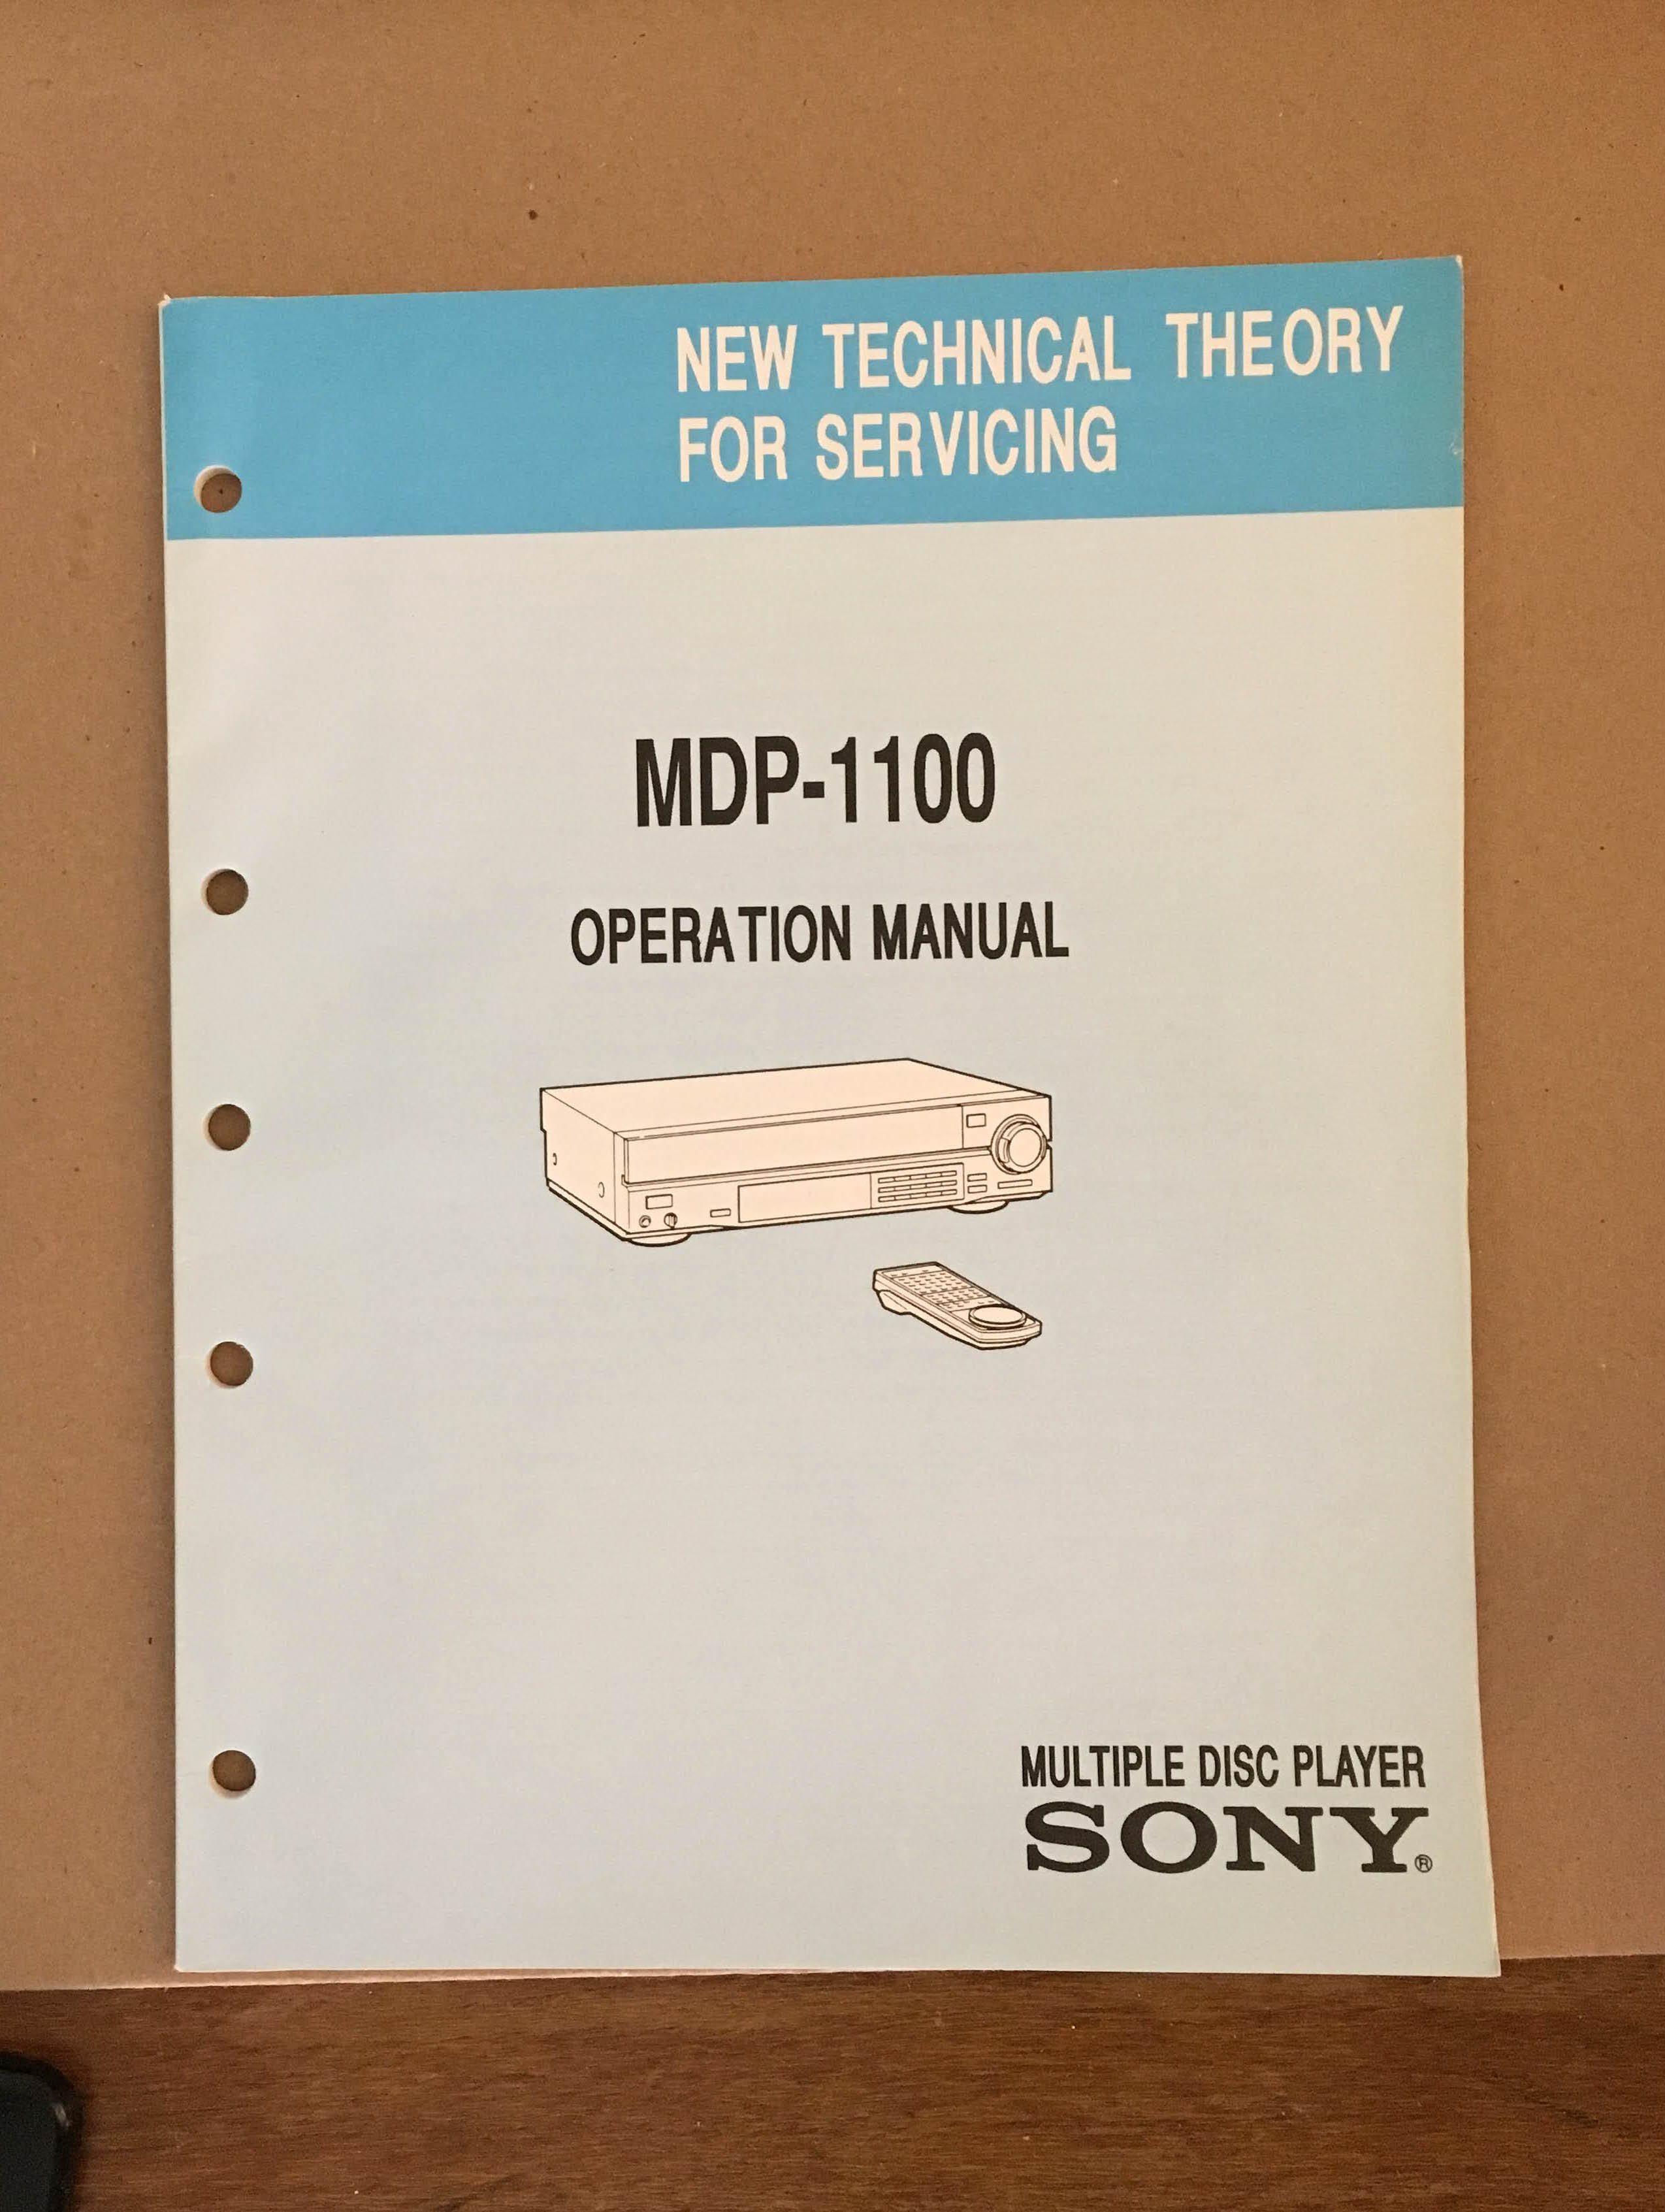 NEW TECHNICAL THEORY
FOR SERVICING
MDP-1100
OPERATION MANUAL
MULTIPLE DISC PLAYER
SONY®